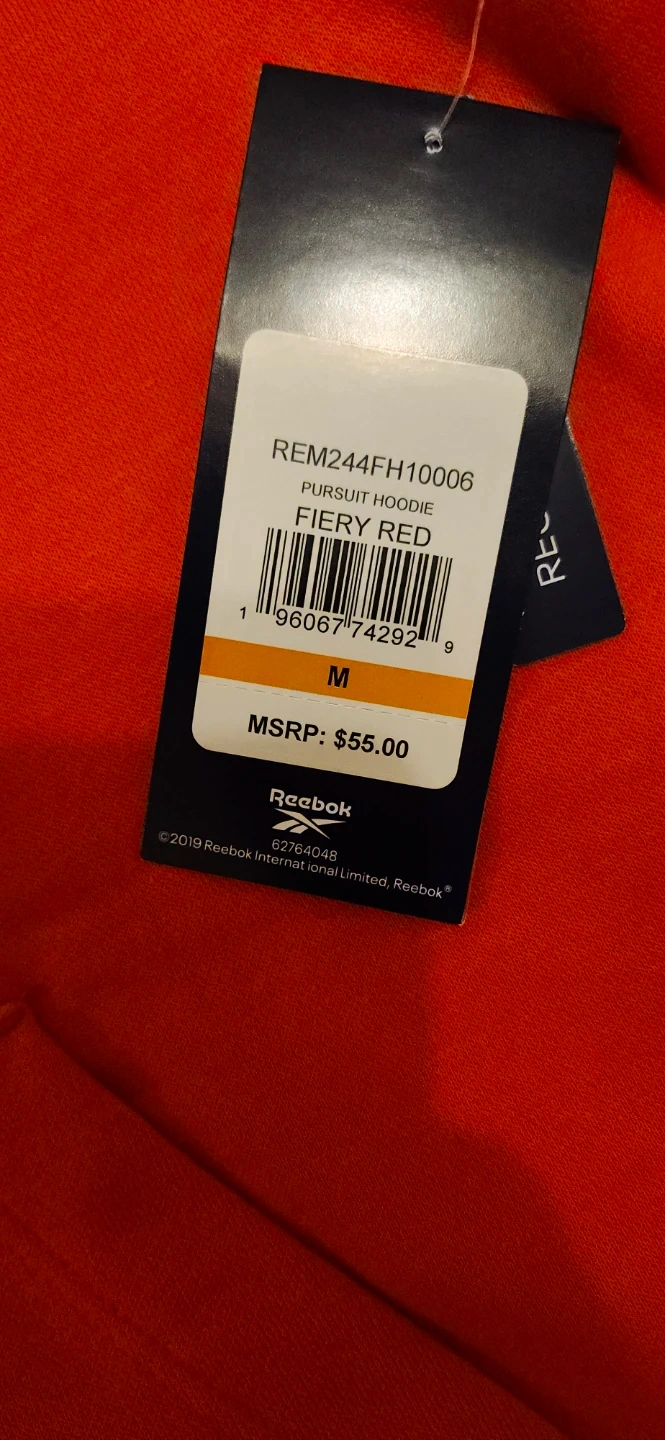 REM244FH10006
PURSUIT HOODIE
FIERY RED
1 96067 74292 9
M
MSRP: $55.00
Reebok
62764048
©2019 Reebok International Limited, Reebok®